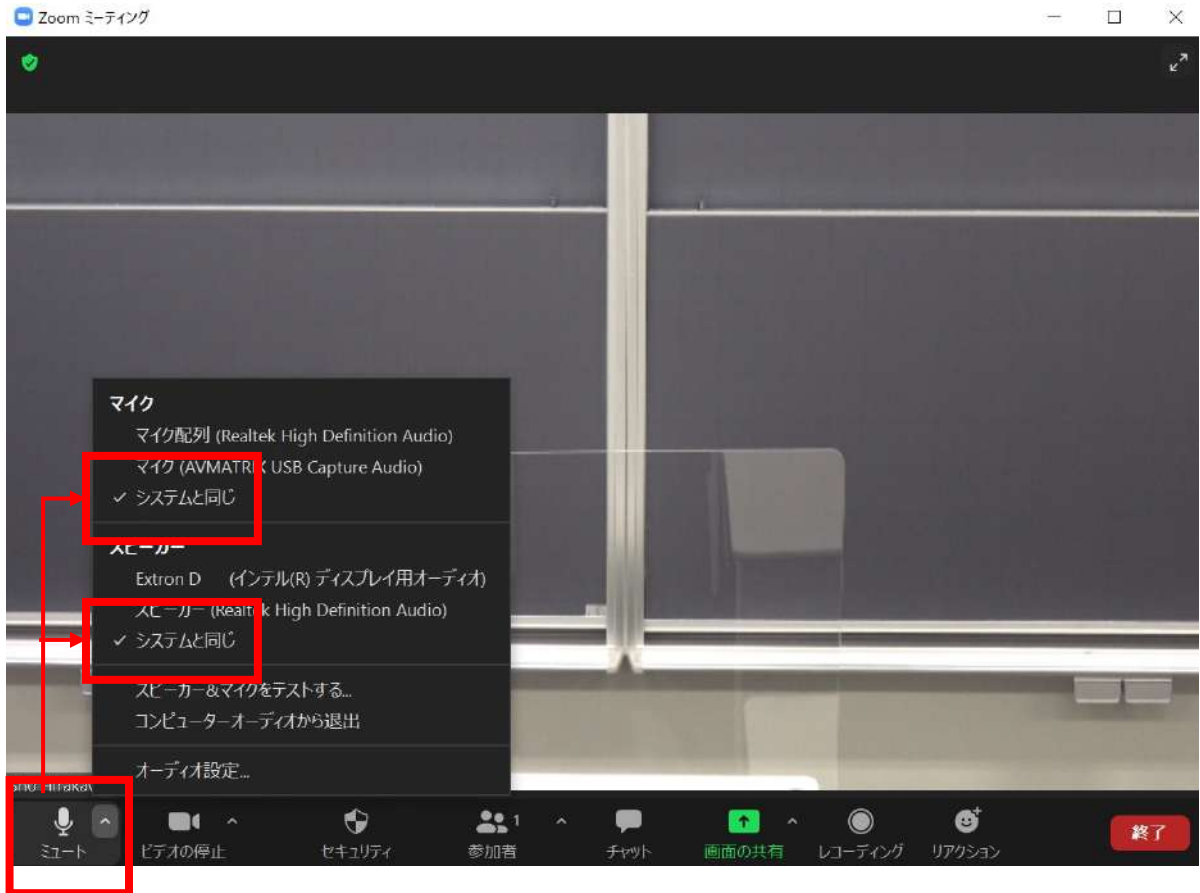 Zoom ミーティング
マイク
マイク配列 (Realtek High Definition Audio)
マイク (AVMATRIX USB Capture Audio)
✓ システムと同じ
スピーカー
Extron D (インテル(R) ディスプレイ用オーディオ)
スピーカー (Realtek High Definition Audio)
✓ システムと同じ
スピーカー&マイクをテストする...
コンピューターオーディオから退出
オーディオ設定...
ミュート
ビデオの停止
セキュリティ
1
参加者
チャット
画面の共有
レコーディング
リアクション
終了